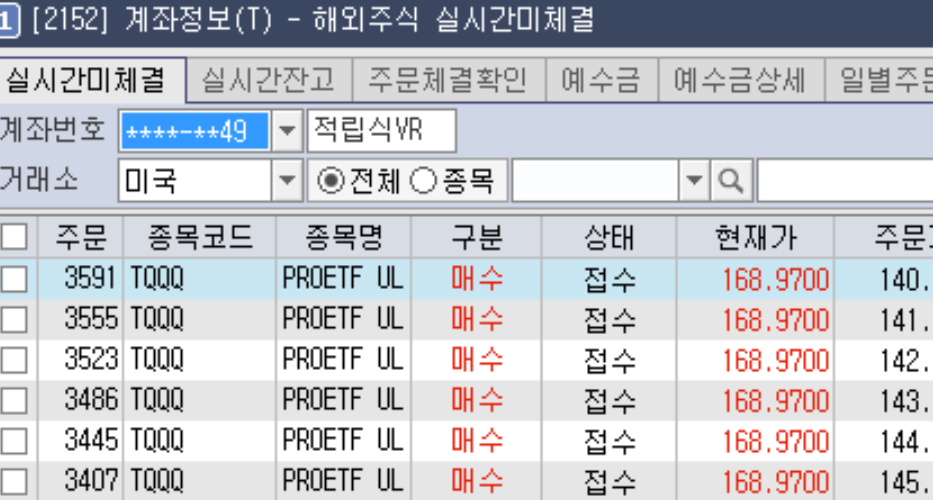 1 [2152] 계좌정보(T) - 해외주식 실시간미체결
실시간미체결 실시간잔고 주문체결확인 예수금 예수금상세 일별주문
계좌번호 ****-**49 적립식VR
거래소 미국 전체 종목
주문 종목코드 종목명 구분 상태 현재가 주문
3591 TQQQ PROETF UL 매수 접수 168.9700 140.
3555 TQQQ PROETF UL 매수 접수 168.9700 141.
3523 TQQQ PROETF UL 매수 접수 168.9700 142.
3486 TQQQ PROETF UL 매수 접수 168.9700 143.
3445 TQQQ PROETF UL 매수 접수 168.9700 144.
3407 TQQQ PROETF UL 매수 접수 168.9700 145.